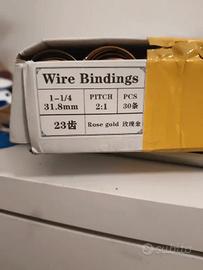 Wire Bindings
1-1/4 PITCH PCS
31.8mm 2:1 30条
23齿 Rose gold 玫瑰金
subito